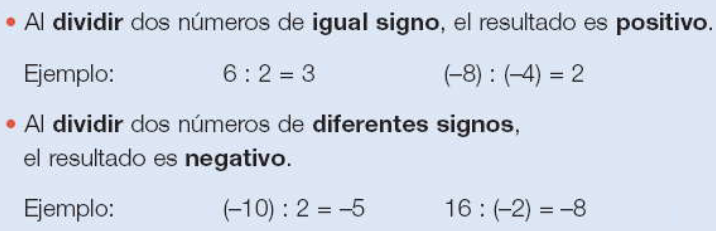 • Al dividir dos números de igual signo, el resultado es positivo.
Ejemplo: 6 : 2 = 3 (–8) : (–4) = 2
• Al dividir dos números de diferentes signos,
el resultado es negativo.
Ejemplo: (–10) : 2 = –5 16 : (–2) = –8